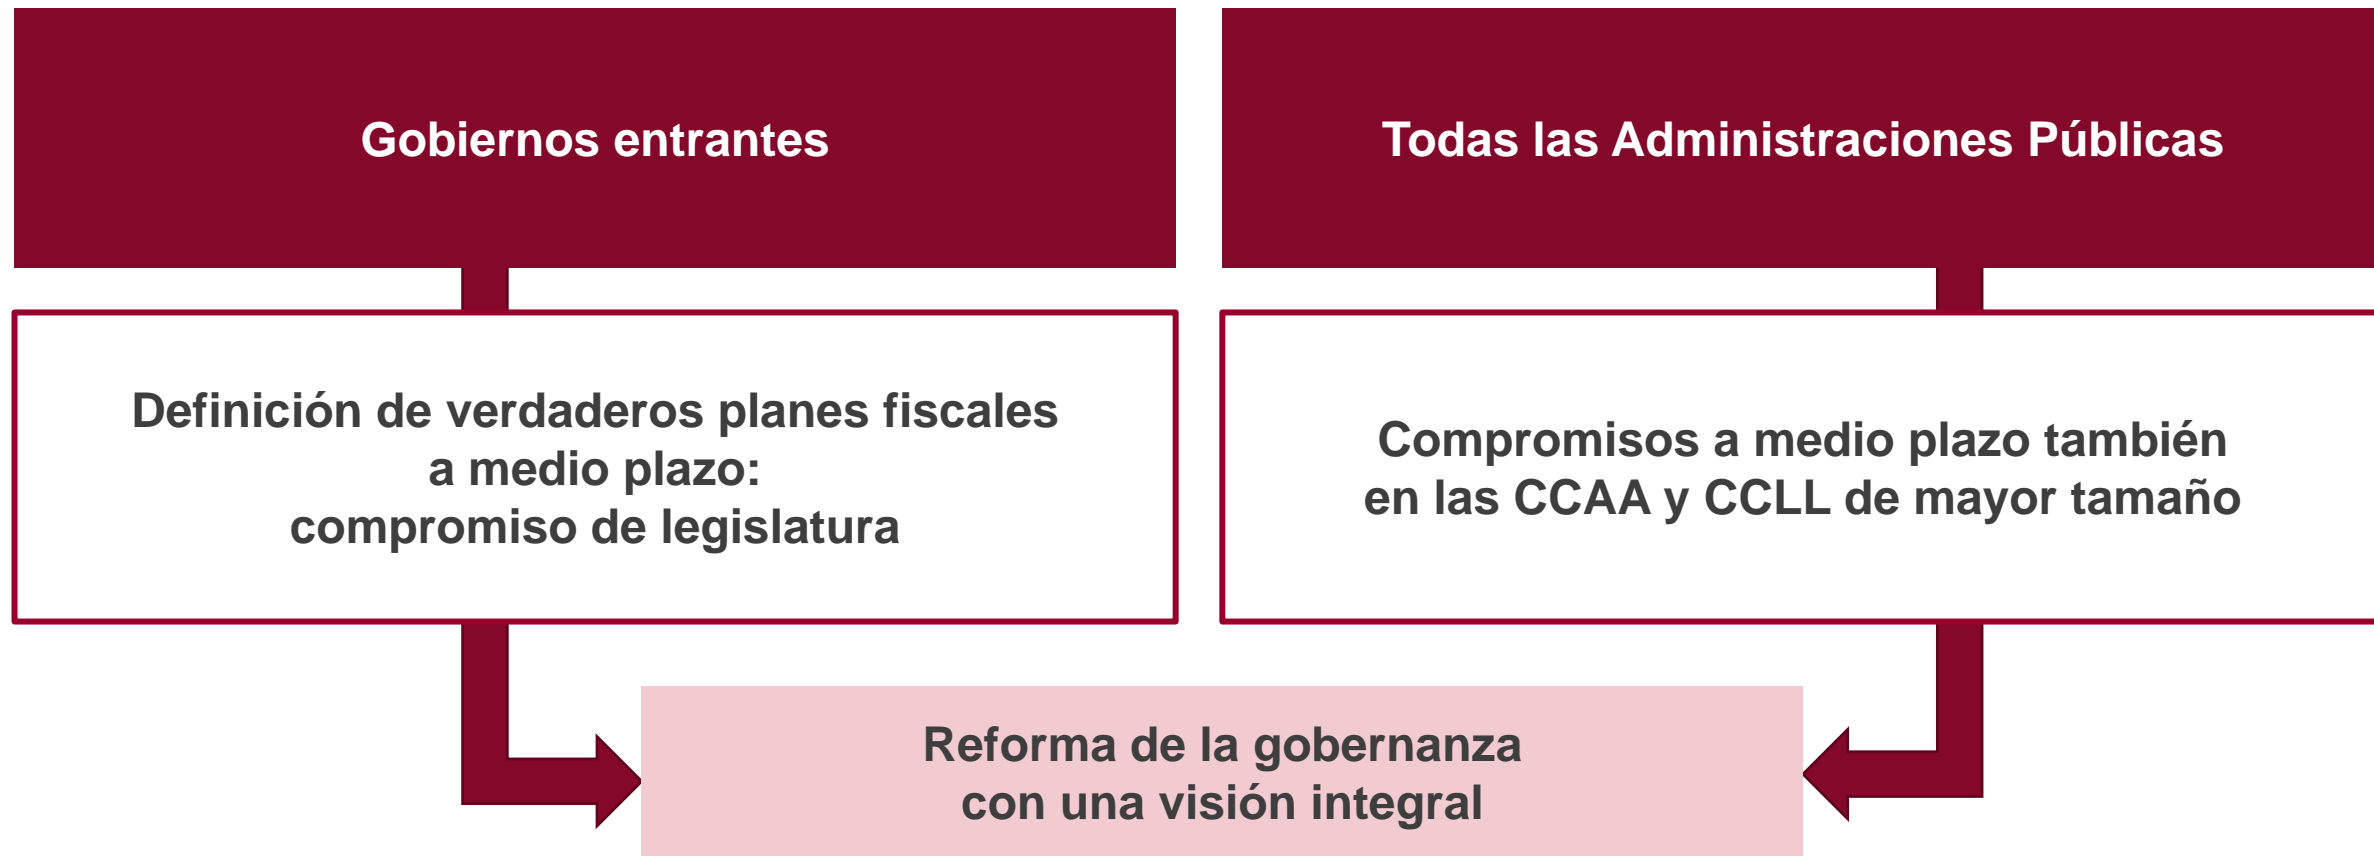 Gobiernos entrantes
Todas las Administraciones Públicas
Definición de verdaderos planes fiscales
a medio plazo:
compromiso de legislatura
Compromisos a medio plazo también
en las CCAA y CCLL de mayor tamaño
Reforma de la gobernanza
con una visión integral